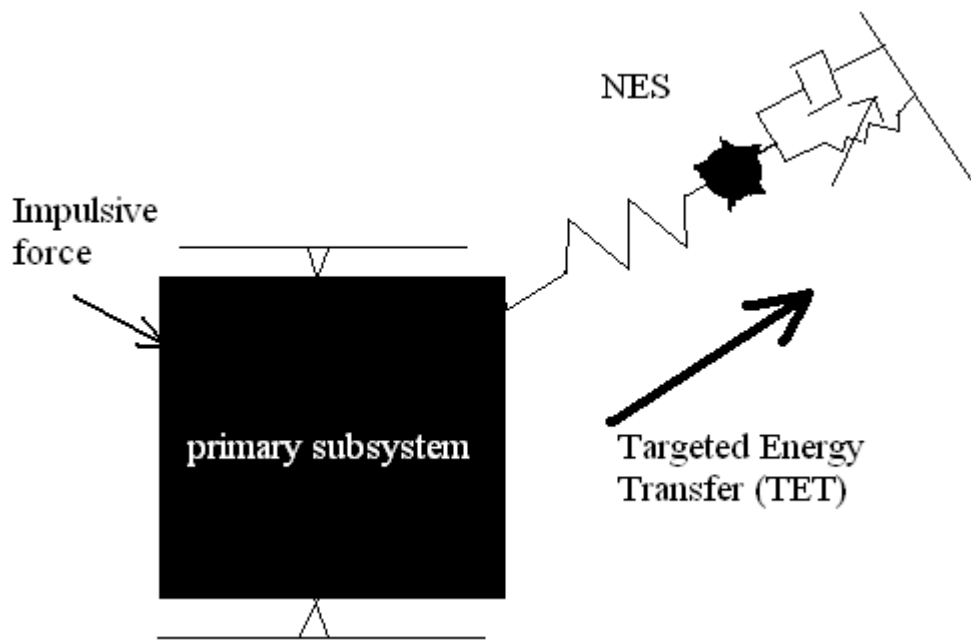 NES
Impulsive
force
primary subsystem
Targeted Energy
Transfer (TET)